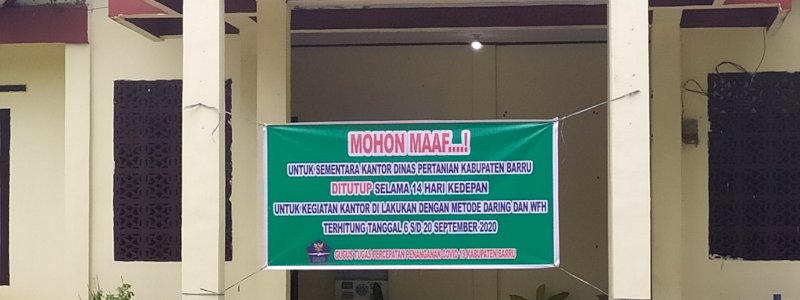 MOHON MAAF....!
UNTUK SEMENTARA KANTOR DINAS PERTANIAN KABUPATEN BARRU
DITUTUP SELAMA 14 HARI KEDEPAN
UNTUK KEGIATAN KANTOR DI LAKUKAN DENGAN METODE DARING DAN WFH
TERHITUNG TANGGAL 6 S/D 20 SEPTEMBER 2020
GUGUS TUGAS PERCEPATAN PENANGANAN COVID 19 KABUPATEN BARRU